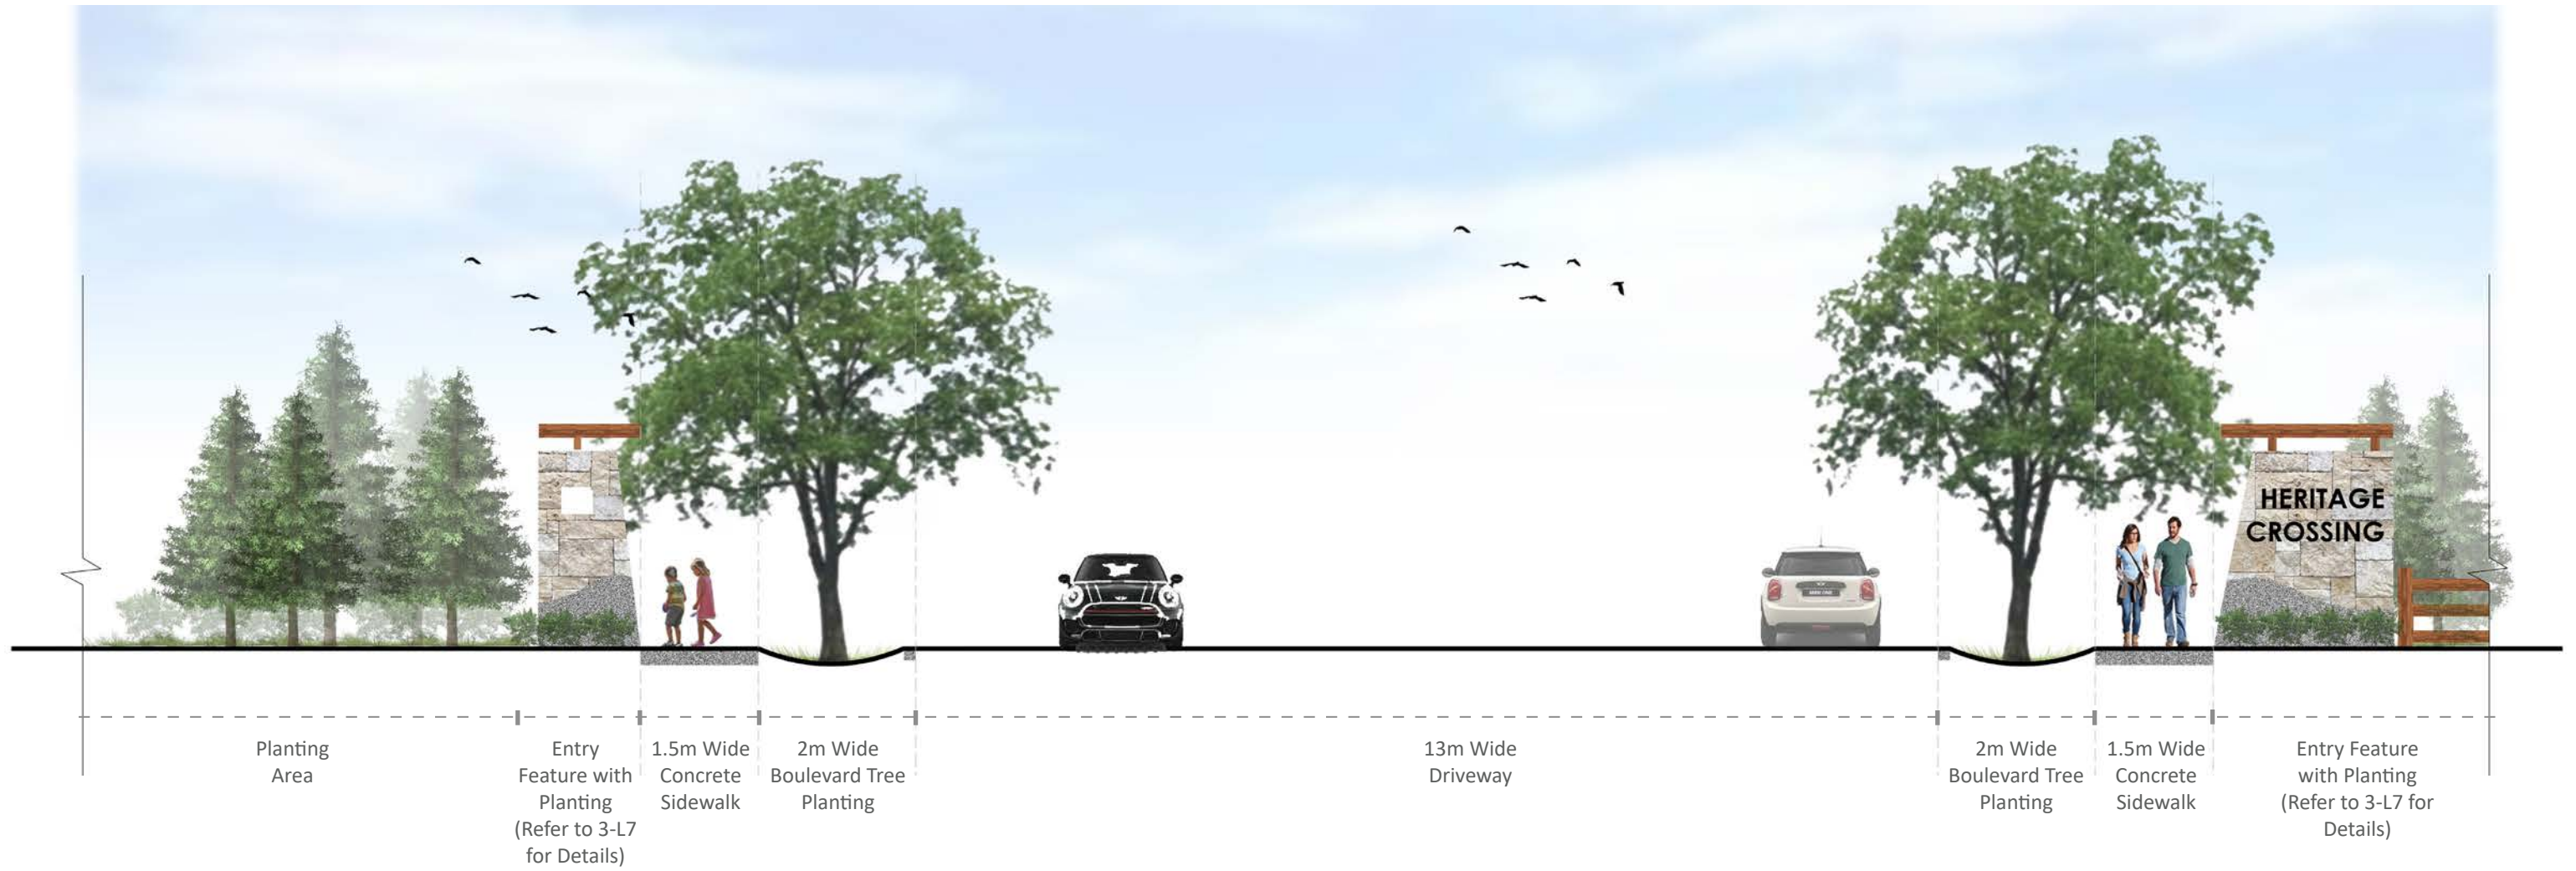 HERITAGE
CROSSING
Planting
Area
Entry
Feature with
Planting
(Refer to 3-L7
for Details)
1.5m Wide
Concrete
Sidewalk
2m Wide
Boulevard Tree
Planting
13m Wide
Driveway
2m Wide
Boulevard Tree
Planting
1.5m Wide
Concrete
Sidewalk
Entry Feature
with Planting
(Refer to 3-L7 for
Details)